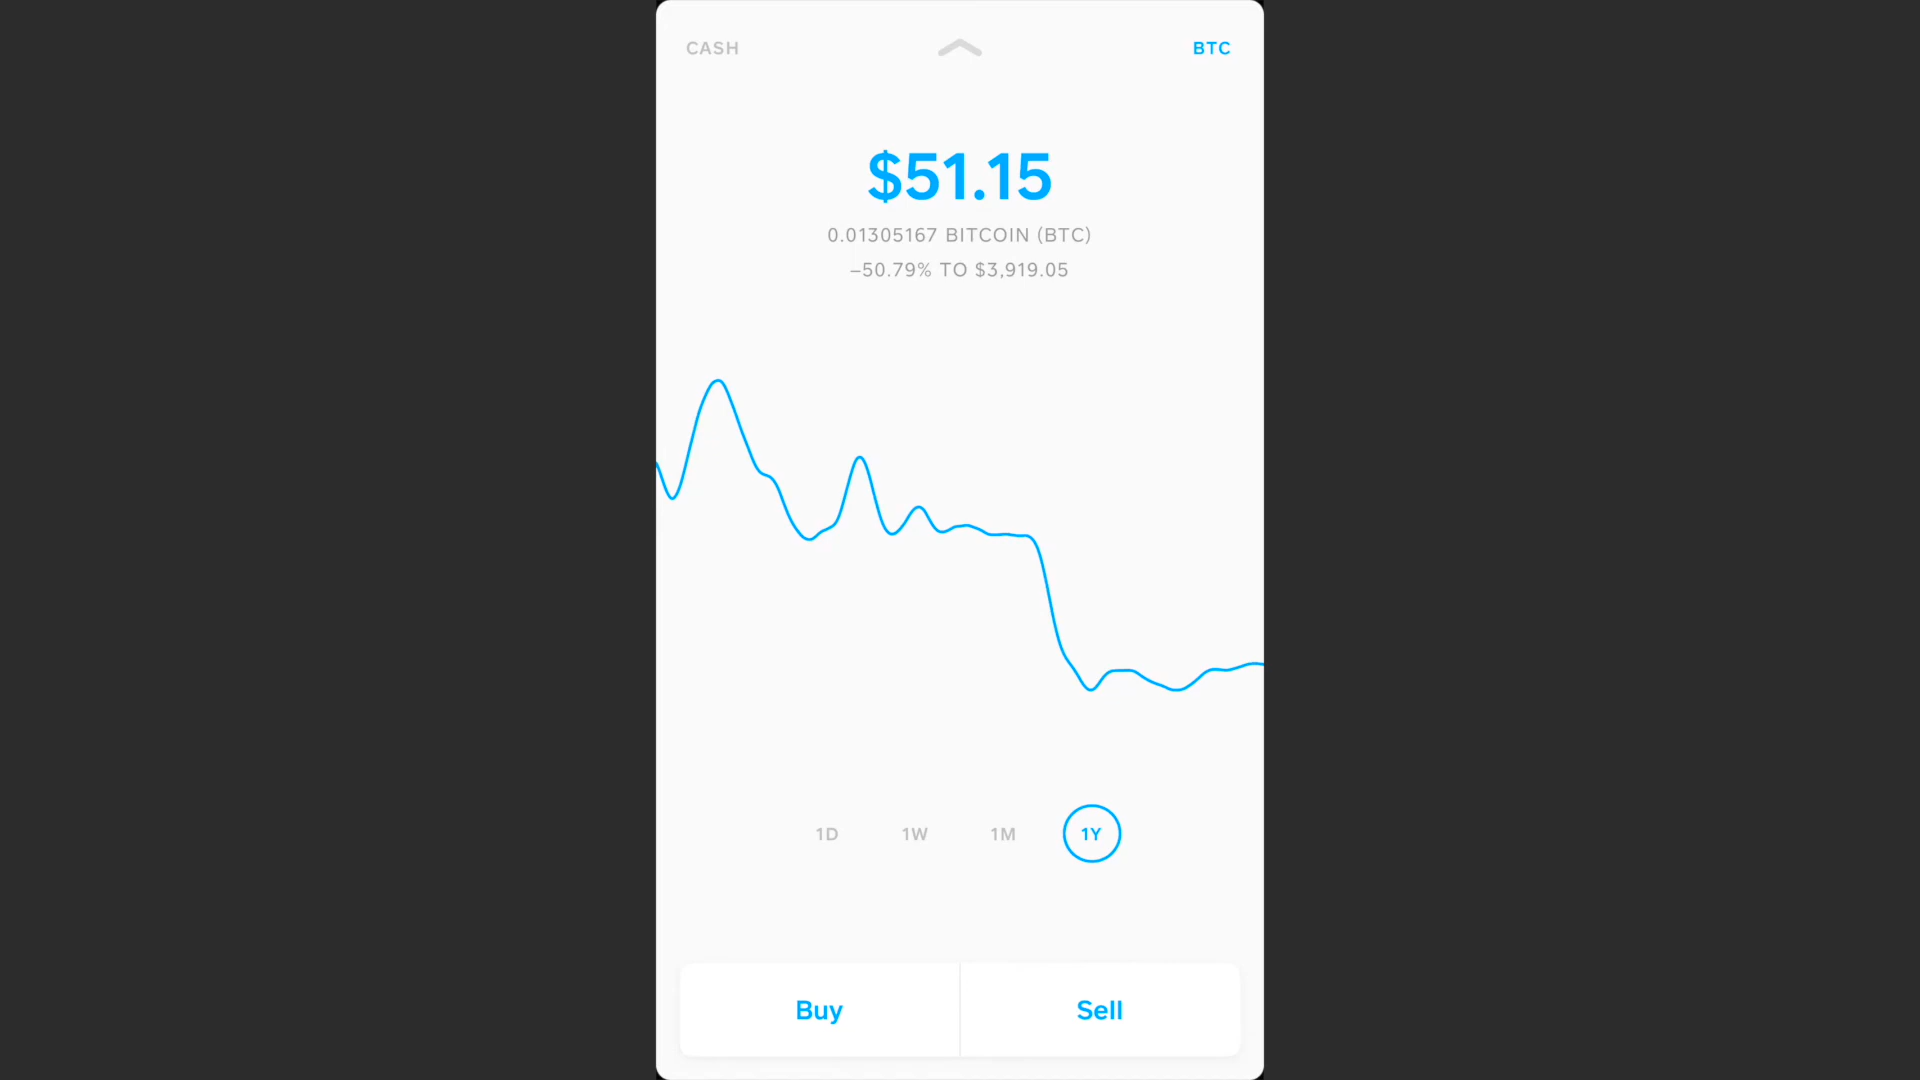 CASH
BTC
$51.15
0.01305167 BITCOIN (BTC)
–50.79% TO $3,919.05
1D 1W 1M 1Y
Buy Sell